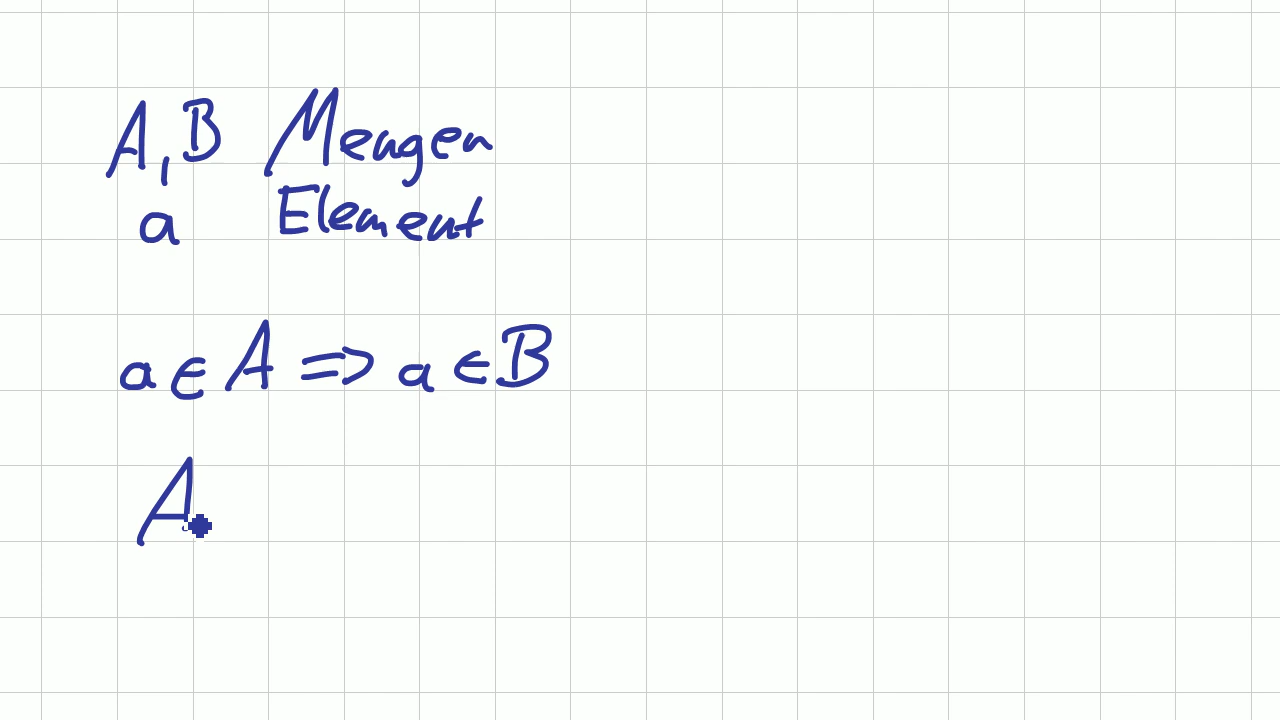 A, B Mengen
a Element
a ∈ A ⇒ a ∈ B
A